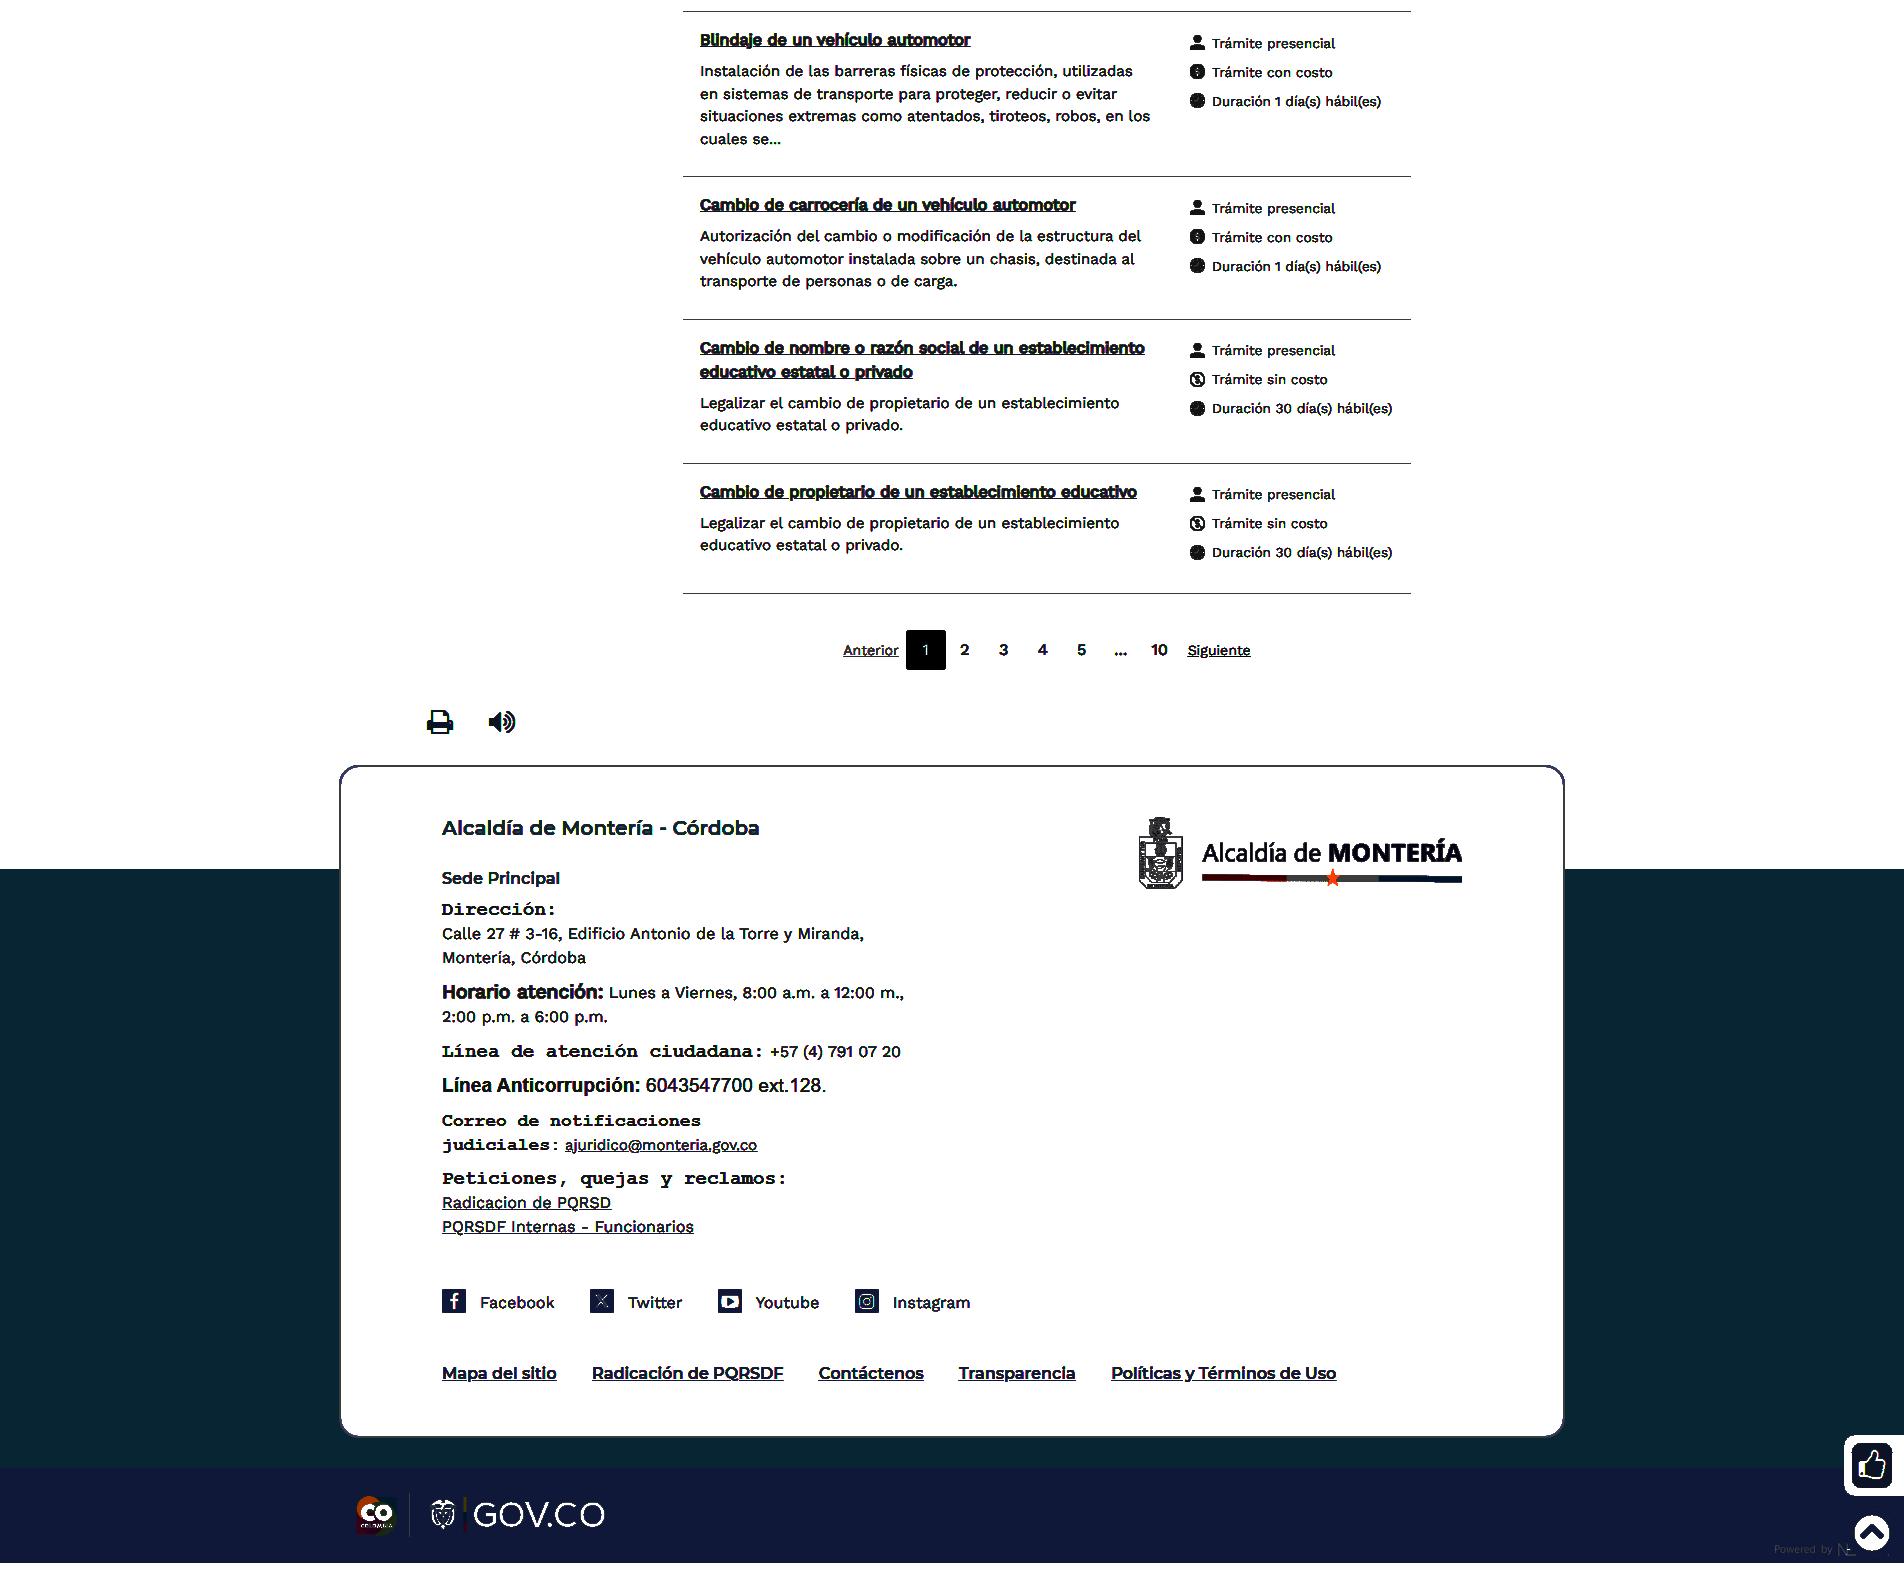 Blindaje de un vehículo automotor
Instalación de las barreras físicas de protección, utilizadas
en sistemas de transporte para proteger, reducir o evitar
situaciones extremas como atentados, tiroteos, robos, en los
cuales se...
Trámite presencial
Trámite con costo
Duración 1 día(s) hábil(es)
Cambio de carrocería de un vehículo automotor
Autorización del cambio o modificación de la estructura del
vehículo automotor instalada sobre un chasis, destinada al
transporte de personas o de carga.
Trámite presencial
Trámite con costo
Duración 1 día(s) hábil(es)
Cambio de nombre o razón social de un establecimiento
educativo estatal o privado
Legalizar el cambio de propietario de un establecimiento
educativo estatal o privado.
Trámite presencial
Trámite sin costo
Duración 30 día(s) hábil(es)
Cambio de propietario de un establecimiento educativo
Legalizar el cambio de propietario de un establecimiento
educativo estatal o privado.
Trámite presencial
Trámite sin costo
Duración 30 día(s) hábil(es)
Anterior 1 2 3 4 5 ... 10 Siguiente
Alcaldía de Montería - Córdoba
Alcaldía de MONTERÍA
Sede Principal
Dirección:
Calle 27 # 3-16, Edificio Antonio de la Torre y Miranda,
Montería, Córdoba
Horario atención: Lunes a Viernes, 8:00 a.m. a 12:00 m.,
2:00 p.m. a 6:00 p.m.
Línea de atención ciudadana: +57 (4) 791 07 20
Línea Anticorrupción: 6043547700 ext.128.
Correo de notificaciones
judiciales: ajuridico@monteria.gov.co
Peticiones, quejas y reclamos:
Radicacion de PQRSD
PQRSDF Internas - Funcionarios
Facebook Twitter Youtube Instagram
Mapa del sitio Radicación de PQRSDF Contáctenos Transparencia Políticas y Términos de Uso
CO
COLOMBIA
GOV.CO
Powered by